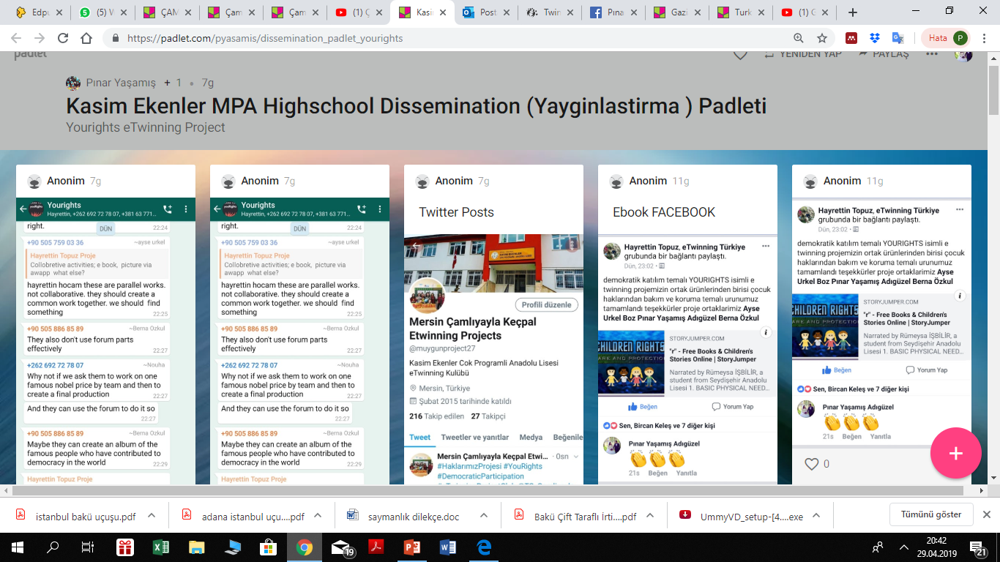 Edpu
(5) W
ÇAM
Çam
Çam
(1) Ç
Kasi
Post
Twin
Pına
Gazi
Turk
(1) G
https://padlet.com/pyasamis/dissemination_padlet_yourights
Hata P
padlet
YENİDEN YAP
PAYLAŞ
Pınar Yaşamış + 1 • 7g
Kasim Ekenler MPA Highschool Dissemination (Yayginlastirma ) Padleti
Yourights eTwinning Project
Anonim 7g
Yourights
Hayrettin, +262 692 72 78 07, +381 63 771...
right.
22:24
DÜN
+90 505 759 03 36 ~ayse urkel
Hayrettin Topuz Proje
Collobretive activities; e book, picture via
awapp what else?
hayrettin hocam these are parallel works.
not collaborative. they should create a
common work together. we should find
something
22:25
+90 505 886 85 89 ~Berna Ozkul
They also don't use forum parts
effectively
22:27
+262 692 72 78 07 ~Nouha
Why not if we ask them to work on one
famous nobel price by team and then to
create a final production
22:27
And they can use the forum to do it so
22:27
+90 505 886 85 89 ~Berna Ozkul
Maybe they can create an album of the
famous people who have contributed to
democracy in the world
22:29
Hayrettin Topuz Proje
Anonim 7g
Yourights
Hayrettin, +262 692 72 78 07, +381 63 771...
right.
22:24
DÜN
+90 505 759 03 36 ~ayse urkel
Hayrettin Topuz Proje
Collobretive activities; e book, picture via
awapp what else?
hayrettin hocam these are parallel works.
not collaborative. they should create a
common work together. we should find
something
22:25
+90 505 886 85 89 ~Berna Ozkul
They also don't use forum parts
effectively
22:27
+262 692 72 78 07 ~Nouha
Why not if we ask them to work on one
famous nobel price by team and then to
create a final production
22:27
And they can use the forum to do it so
22:27
+90 505 886 85 89 ~Berna Ozkul
Maybe they can create an album of the
famous people who have contributed to
democracy in the world
22:29
Hayrettin Topuz Proje
Anonim 7g
Twitter Posts
Profili düzenle
Mersin Çamlıyayla Keçpal
Etwinning Projects
@muygunproject27
Kasim Ekenler Cok Programli Anadolu Lisesi
eTwinning Kulübü
Mersin, Türkiye
Şubat 2015 tarihinde katıldı
216 Takip edilen 27 Takipçi
Tweet Tweetler ve yanıtlar Medya Beğenile
Mersin Çamlıyayla Keçpal Etwi... · 0sn
#HaklarımızProjesi #YouRights
#DemocraticParticipation
Anonim 11g
Ebook FACEBOOK
Hayrettin Topuz, eTwinning Türkiye
grubunda bir bağlantı paylaştı.
Dün, 23:02 •
demokratik katılım temalı YOURIGHTS isimli e
twinning projemizin ortak ürünlerinden birisi çocuk
haklarından bakım ve koruma temalı urunumuz
tamamlandı teşekkürler proje ortaklarimiz Ayse
Urkel Boz Pınar Yaşamış Adıgüzel Berna Özkul
CHILDREN RIGHTS
CARE AND PROTECTION
STORYJUMPER.COM
"r" - Free Books & Children's
Stories Online | StoryJumper
Narrated by Rümeysa İŞBİLİR, a
student from Seydişehir Anadolu
Lisesi 1. BASIC PHYSICAL NEED...
Beğen Yorum Yap
Sen, Bircan Keleş ve 7 diğer kişi
Pınar Yaşamış Adıgüzel
21s Beğen Yanıtla
Anonim 11g
Hayrettin Topuz, eTwinning Türkiye
grubunda bir bağlantı paylaştı.
Dün, 23:02 •
demokratik katılım temalı YOURIGHTS isimli e
twinning projemizin ortak ürünlerinden birisi çocuk
haklarından bakım ve koruma temalı urunumuz
tamamlandı teşekkürler proje ortaklarimiz Ayse
Urkel Boz Pınar Yaşamış Adıgüzel Berna Özkul
CHILDREN RIGHTS
CARE AND PROTECTION
STORYJUMPER.COM
"r" - Free Books & Children's
Stories Online | StoryJumper
Narrated by Rümeysa İŞBİLİR, a
student from Seydişehir Anadolu
Lisesi 1. BASIC PHYSICAL NEED...
Beğen Yorum Yap
Sen, Bircan Keleş ve 7 diğer kişi
Pınar Yaşamış Adıgüzel
21s Beğen Yanıtla
0
istanbul bakü uçuşu.pdf
adana istanbul uçu....pdf
saymanlık dilekçe.doc
Bakü Çift Taraflı İrti....pdf
UmmyVD_setup-[4....exe
Tümünü göster
19
20:42
29.04.2019
21